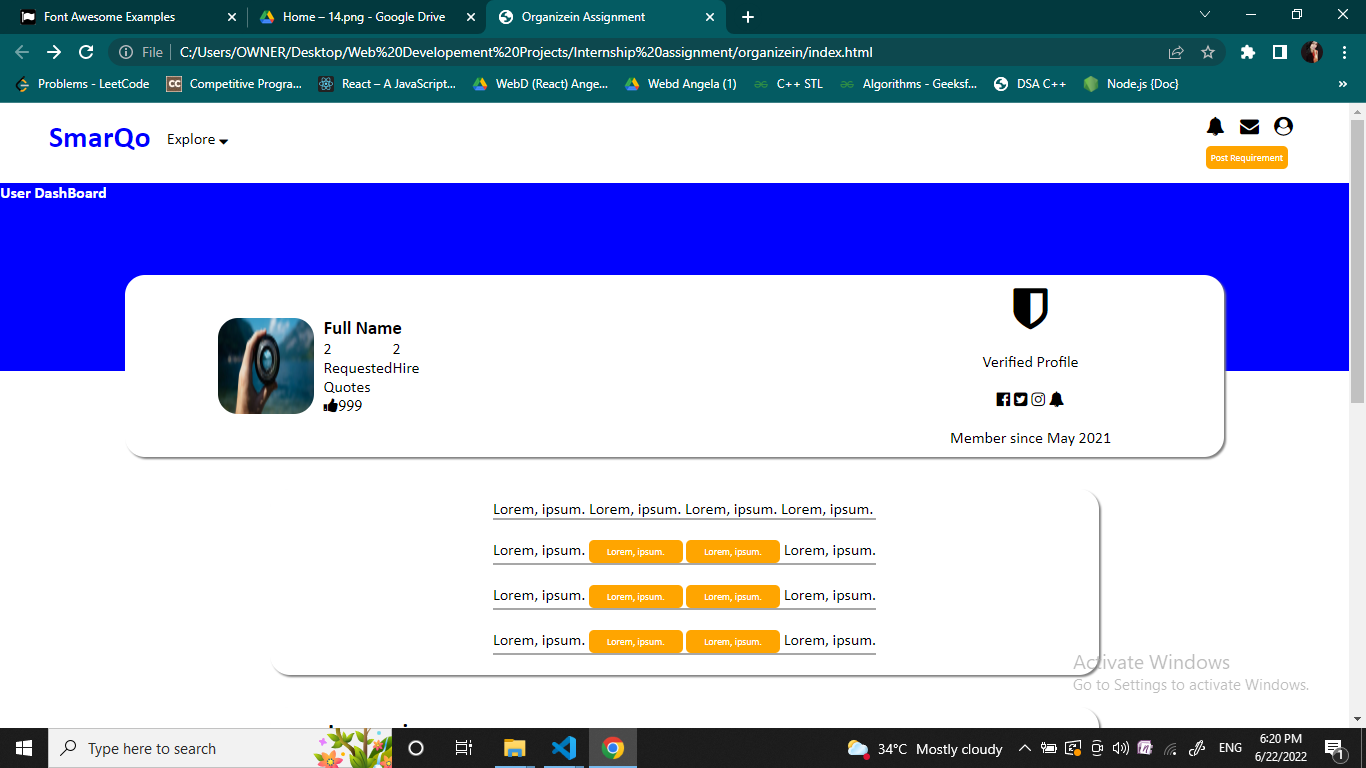 Font Awesome Examples
Home – 14.png - Google Drive
Organizein Assignment
File
C:/Users/OWNER/Desktop/Web%20Developement%20Projects/Internship%20assignment/organizein/index.html
Problems - LeetCode
CC
Competitive Progra...
React – A JavaScript...
WebD (React) Ange...
Webd Angela (1)
C++ STL
Algorithms - Geeksf...
DSA C++
Node.js {Doc}
»
SmarQo
Explore
Post Requirement
User DashBoard
Full Name
2 2
RequestedHire
Quotes
999
Verified Profile
Member since May 2021
Lorem, ipsum. Lorem, ipsum. Lorem, ipsum. Lorem, ipsum.
Lorem, ipsum. Lorem, ipsum. Lorem, ipsum. Lorem, ipsum.
Lorem, ipsum. Lorem, ipsum. Lorem, ipsum. Lorem, ipsum.
Lorem, ipsum. Lorem, ipsum. Lorem, ipsum. Lorem, ipsum.
Activate Windows
Go to Settings to activate Windows.
Type here to search
34°C Mostly cloudy
ENG
6:20 PM
6/22/2022
1